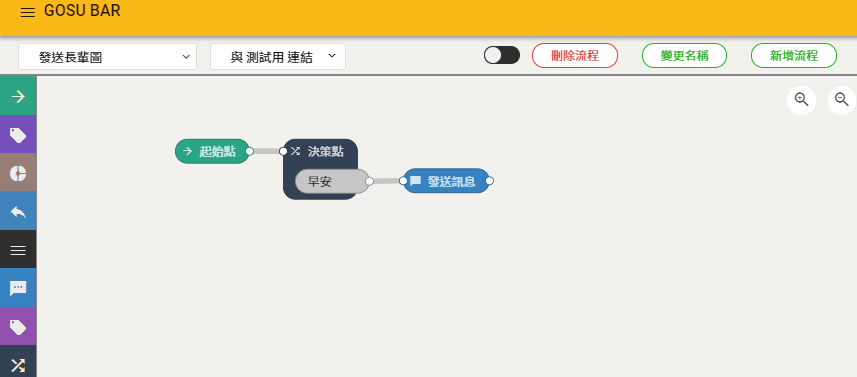 GOSU BAR
發送長輩圖
與 測試用 連結
刪除流程
變更名稱
新增流程
起始點
決策點
早安
發送訊息